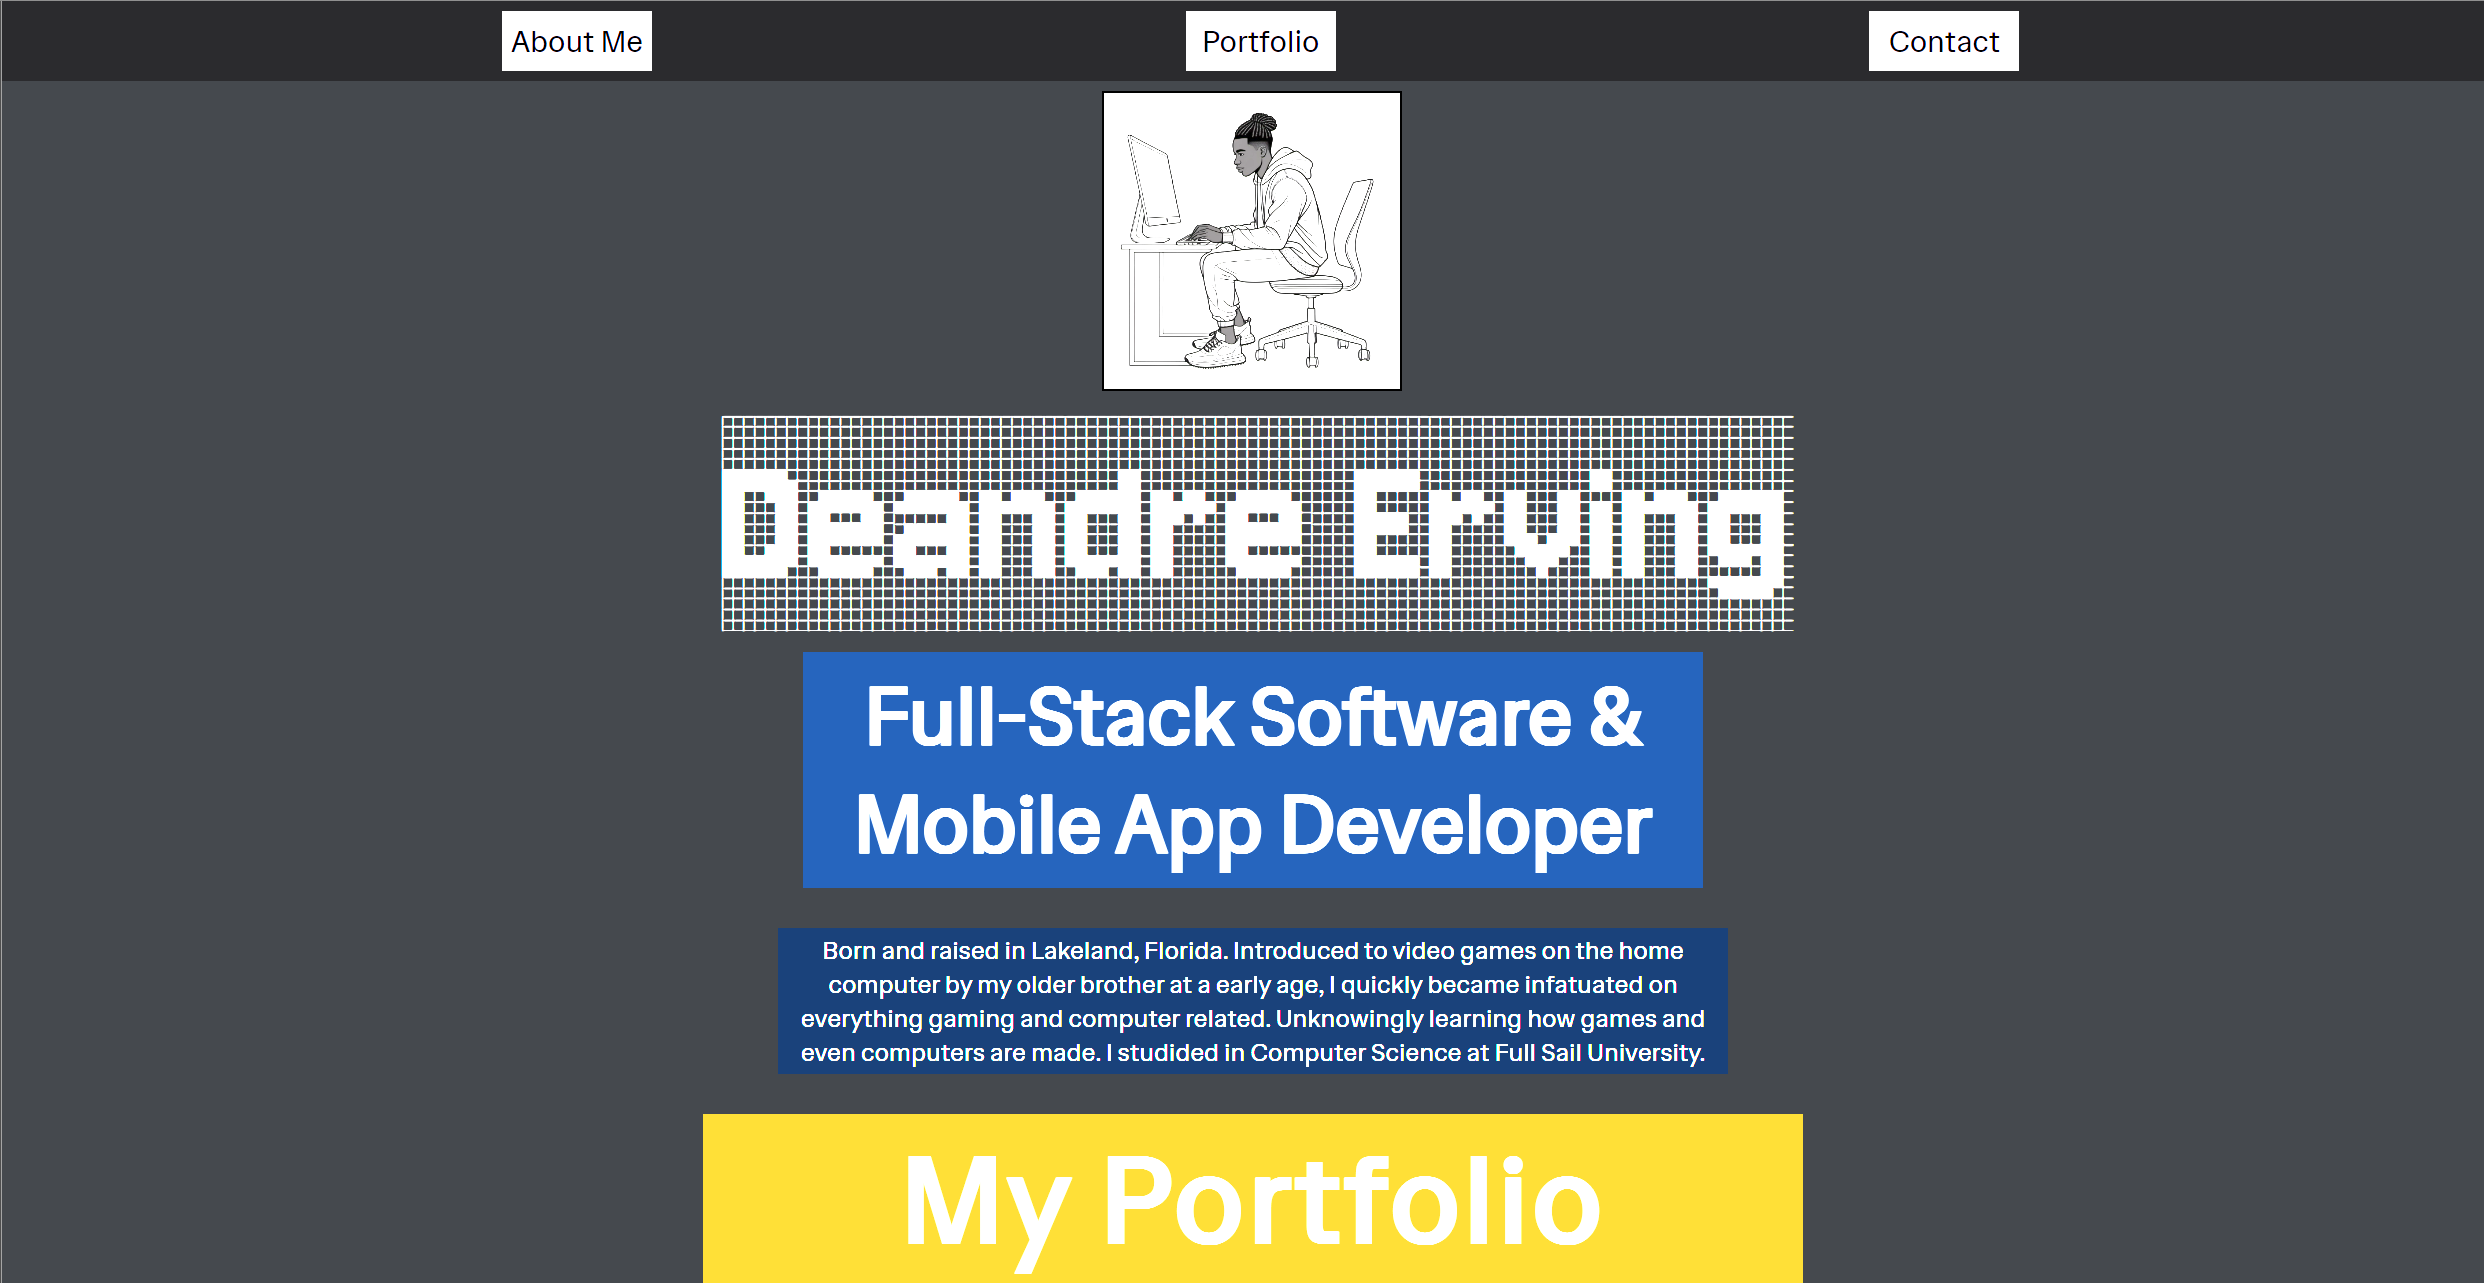 About Me
Portfolio
Contact
Deandre Erving
Full-Stack Software &
Mobile App Developer
Born and raised in Lakeland, Florida. Introduced to video games on the home
computer by my older brother at a early age, I quickly became infatuated on
everything gaming and computer related. Unknowingly learning how games and
even computers are made. I studided in Computer Science at Full Sail University.
My Portfolio